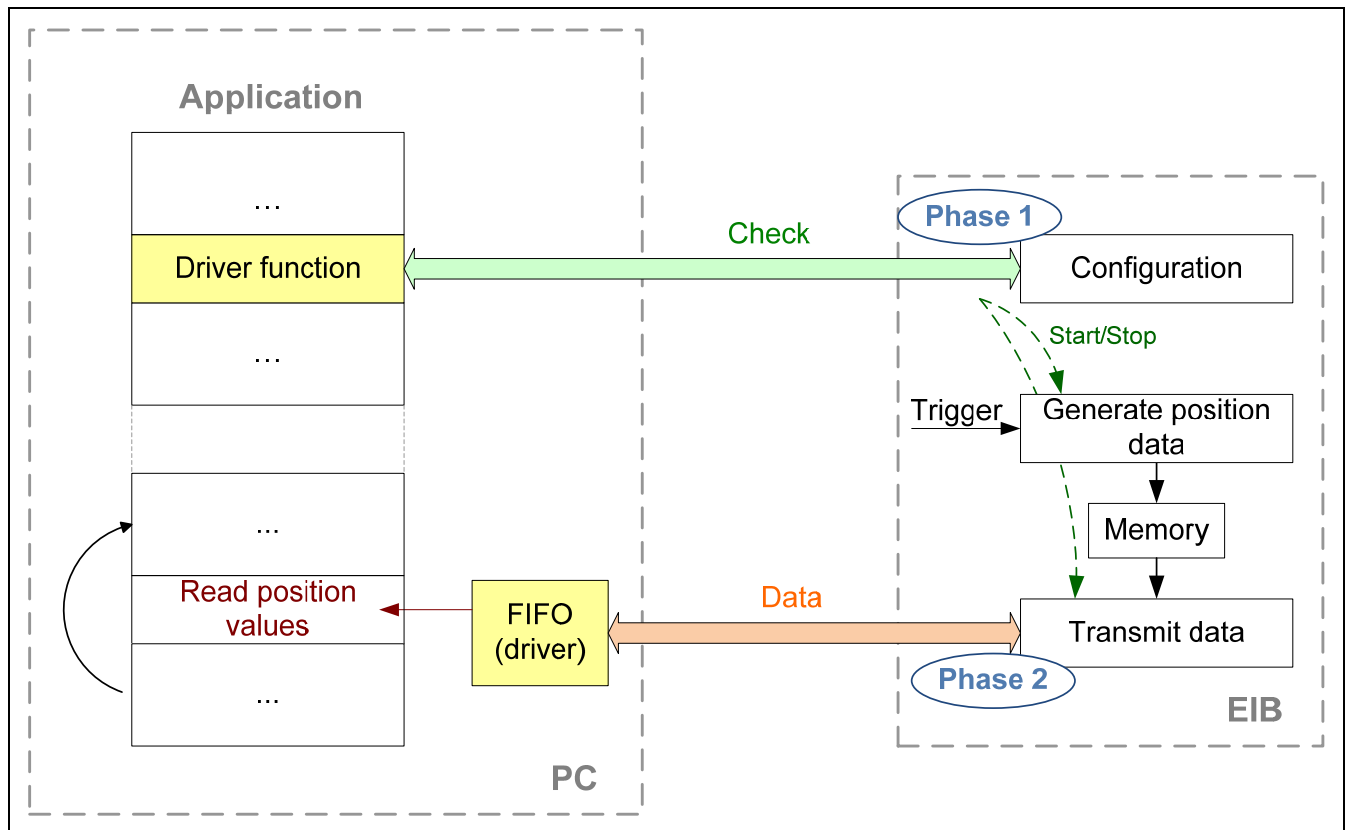 Application
...
Driver function
...
...
Read position
values
...
FIFO
(driver)
PC
Check
Data
Phase 1
Configuration
Start/Stop
Trigger
Generate position
data
Memory
Transmit data
Phase 2
EIB